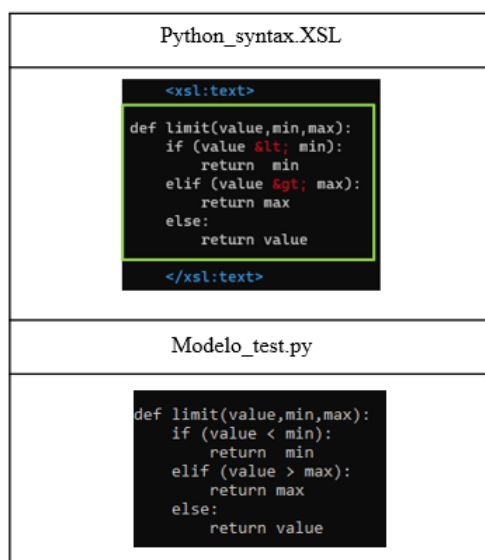 Python_syntax.XSL
<xsl:text>
def limit(value,min,max):
    if (value &lt; min):
        return  min
    elif (value &gt; max):
        return max
    else:
        return value
</xsl:text>
Modelo_test.py
def limit(value,min,max):
    if (value < min):
        return  min
    elif (value > max):
        return max
    else:
        return value